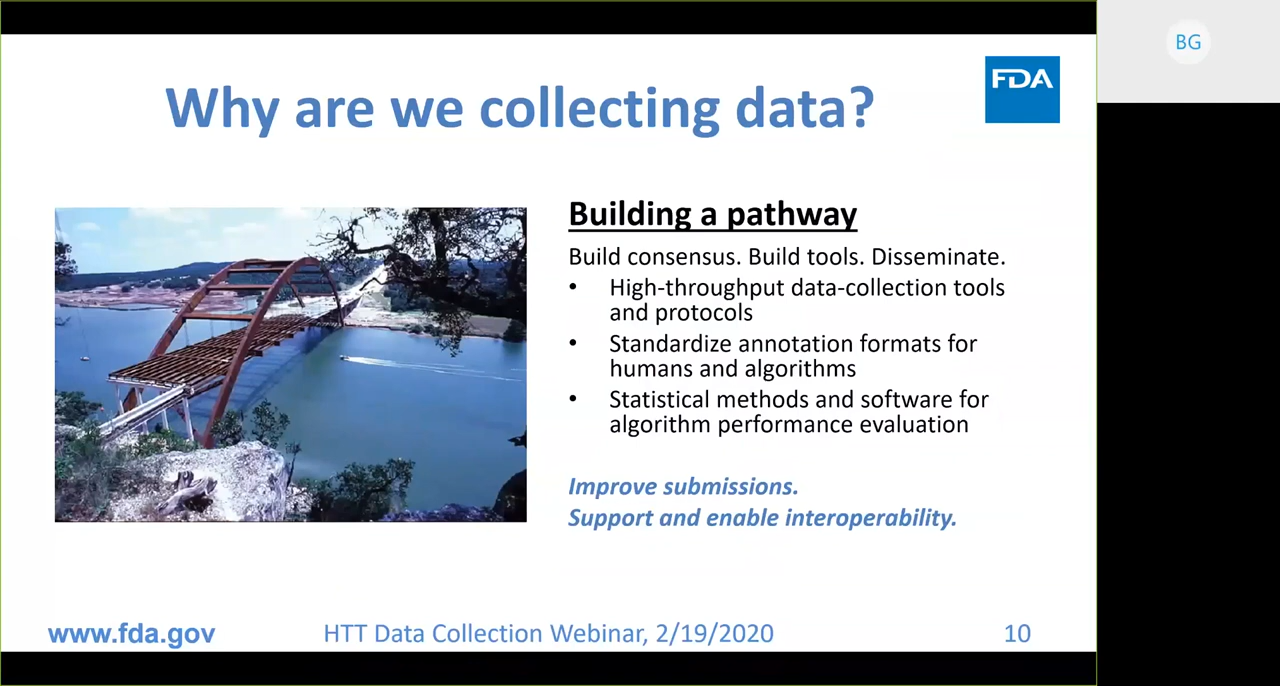 BG
FDA
Why are we collecting data?
Building a pathway
Build consensus. Build tools. Disseminate.
• High-throughput data-collection tools
and protocols
• Standardize annotation formats for
humans and algorithms
• Statistical methods and software for
algorithm performance evaluation
Improve submissions.
Support and enable interoperability.
www.fda.gov
HTT Data Collection Webinar, 2/19/2020
10